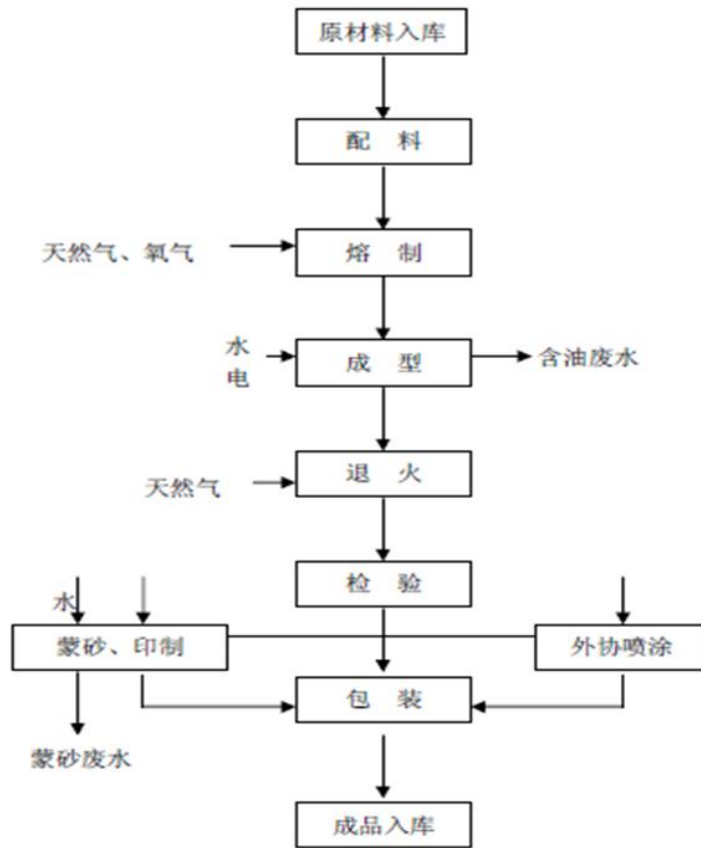 原材料入库
配 料
天然气、氧气
熔 制
水
电
成 型
含油废水
天然气
退 火
检 验
水
蒙砂、印制
外协喷涂
包 装
蒙砂废水
成品入库